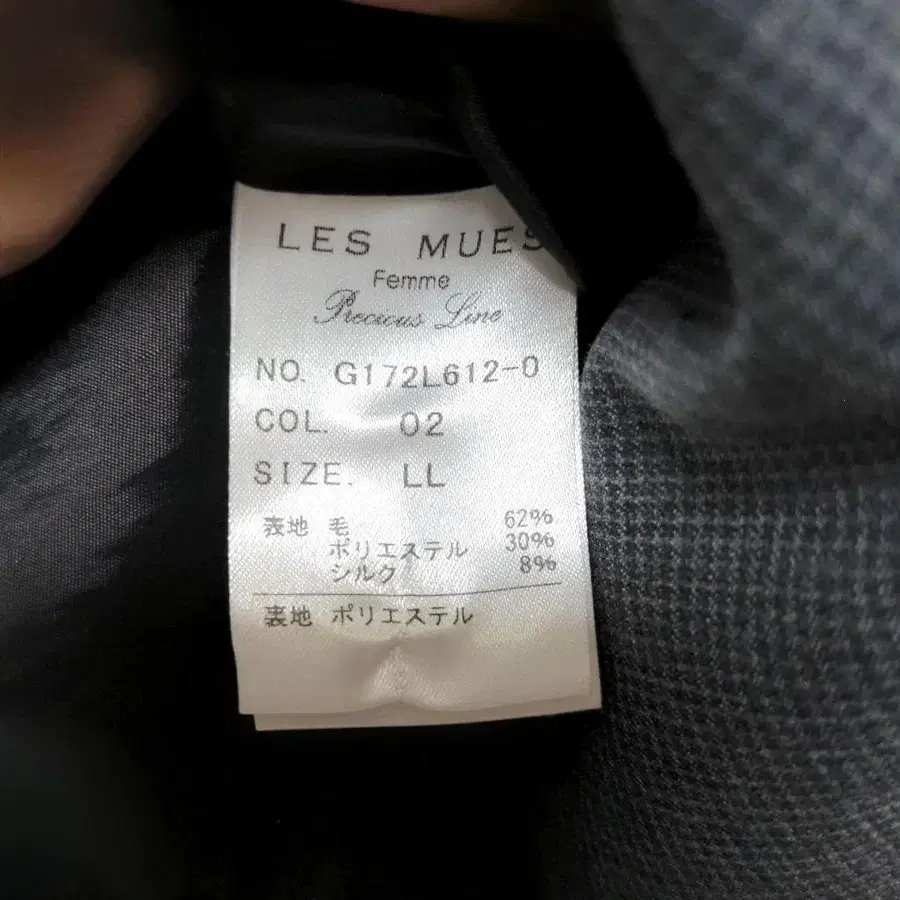 LES MUES
Femme
Precious Line
NO. G172L612-0
COL. 02
SIZE. LL
表地 毛 62%
ポリエステル 30%
シルク 8%
裏地 ポリエステル